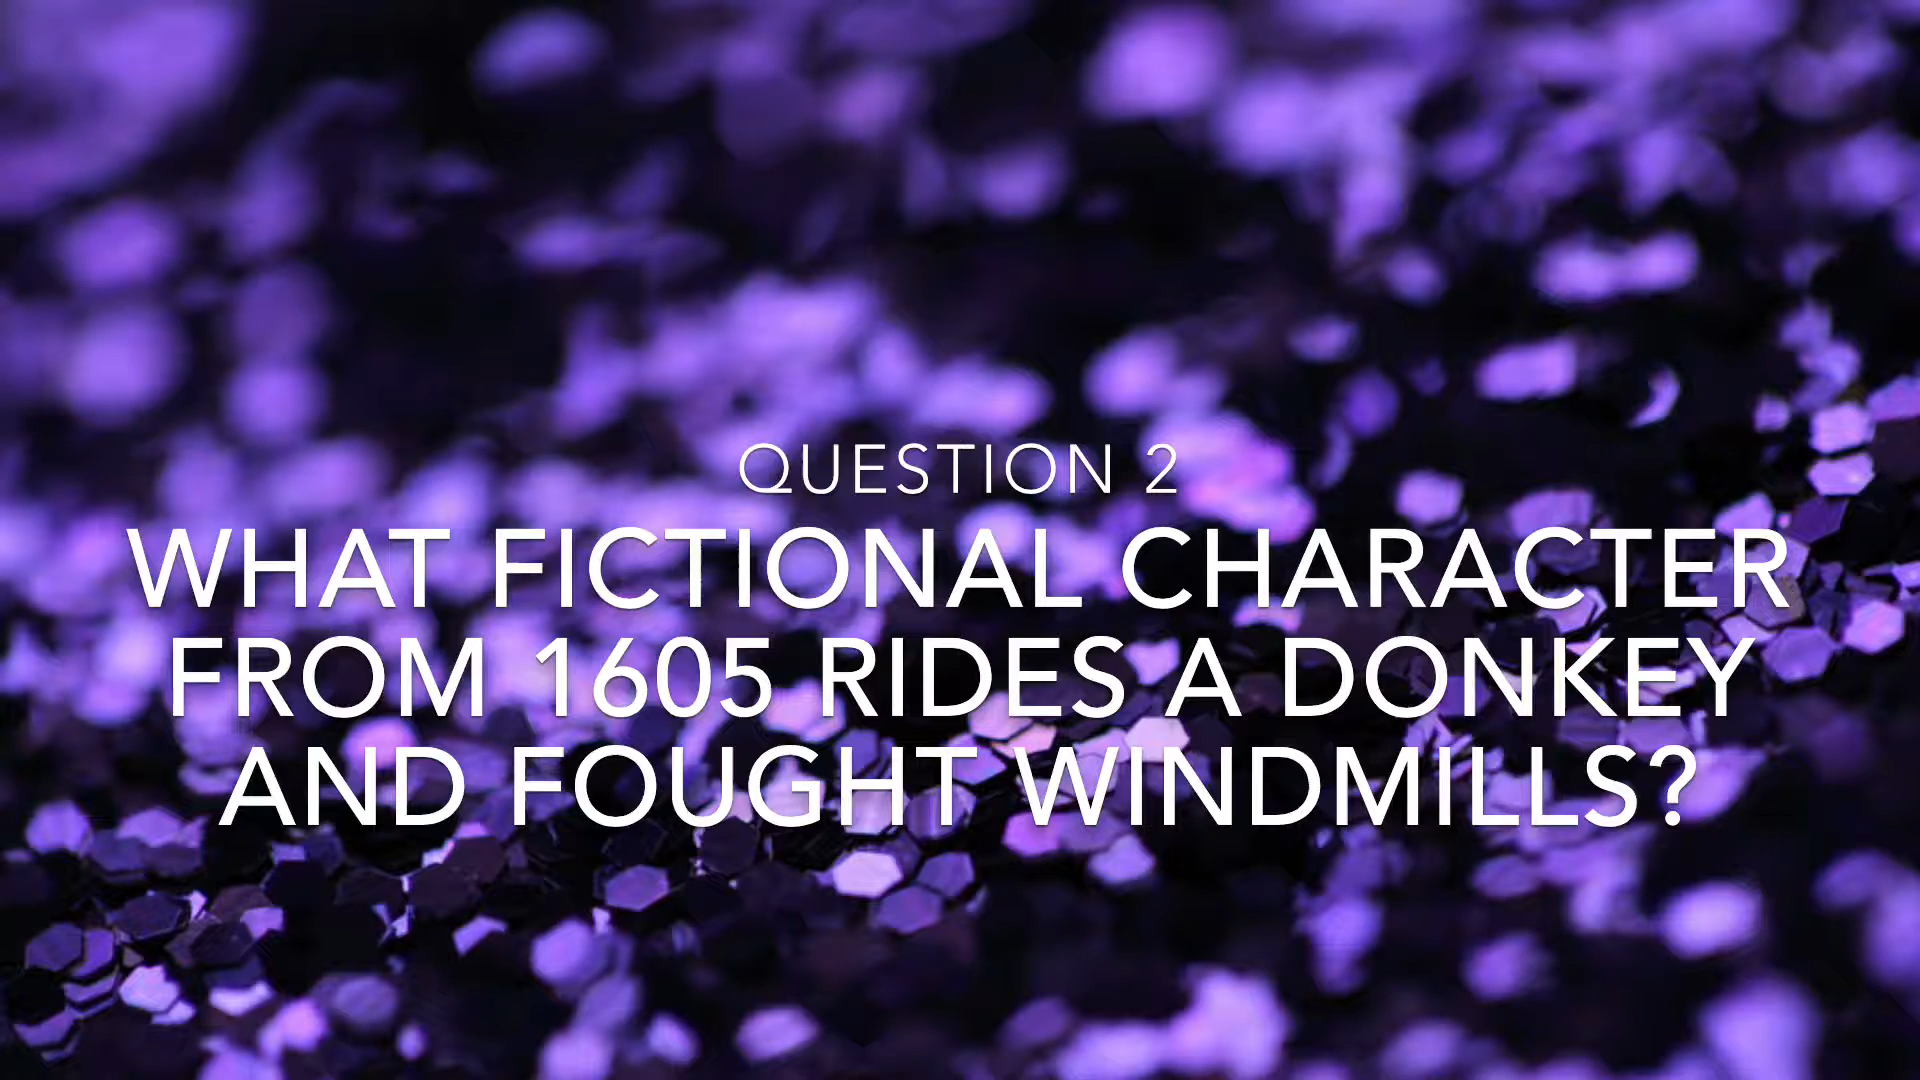 QUESTION 2
WHAT FICTIONAL CHARACTER
FROM 1605 RIDES A DONKEY
AND FOUGHT WINDMILLS?